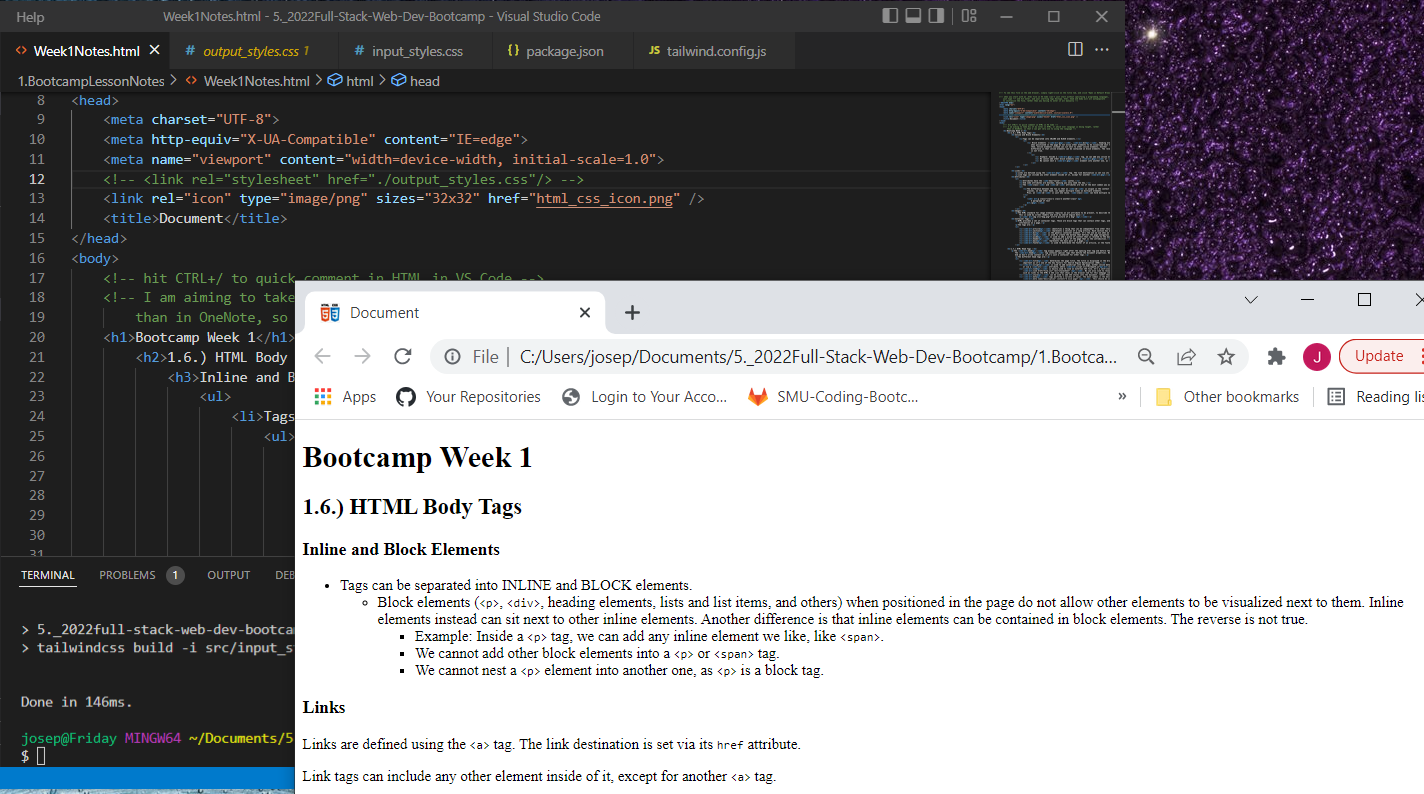 Help
Week1Notes.html - 5._2022Full-Stack-Web-Dev-Bootcamp - Visual Studio Code
<> Week1Notes.html
# output_styles.css 1
# input_styles.css
{} package.json
JS tailwind.config.js
1.BootcampLessonNotes > <> Week1Notes.html > html > head
8 <head>
9 <meta charset="UTF-8">
10 <meta http-equiv="X-UA-Compatible" content="IE=edge">
11 <meta name="viewport" content="width=device-width, initial-scale=1.0">
12 <!-- <link rel="stylesheet" href="./output_styles.css"/> -->
13 <link rel="icon" type="image/png" sizes="32x32" href="html_css_icon.png" />
14 <title>Document</title>
15 </head>
16 <body>
17 <!-- hit CTRL+/ to quick comment in HTML in VS Code -->
18 <!-- I am aiming to take
19 than in OneNote, so
20 <h1>Bootcamp Week 1</h1>
21 <h2>1.6.) HTML Body
22 <h3>Inline and B
23 <ul>
24 <li>Tags
25 <ul>
26
27
28
29
30
31
TERMINAL PROBLEMS 1 OUTPUT DEB
> 5._2022full-stack-web-dev-bootcam
> tailwindcss build -i src/input_st
Done in 146ms.
josep@Friday MINGW64 ~/Documents/5
$
Document
File | C:/Users/josep/Documents/5._2022Full-Stack-Web-Dev-Bootcamp/1.Bootca...
J
Update
Apps
Your Repositories
Login to Your Acco...
SMU-Coding-Bootc...
»
Other bookmarks
Reading lis
Bootcamp Week 1
1.6.) HTML Body Tags
Inline and Block Elements
Tags can be separated into INLINE and BLOCK elements.
Block elements (<p>, <div>, heading elements, lists and list items, and others) when positioned in the page do not allow other elements to be visualized next to them. Inline
elements instead can sit next to other inline elements. Another difference is that inline elements can be contained in block elements. The reverse is not true.
Example: Inside a <p> tag, we can add any inline element we like, like <span>.
We cannot add other block elements into a <p> or <span> tag.
We cannot nest a <p> element into another one, as <p> is a block tag.
Links
Links are defined using the <a> tag. The link destination is set via its href attribute.
Link tags can include any other element inside of it, except for another <a> tag.